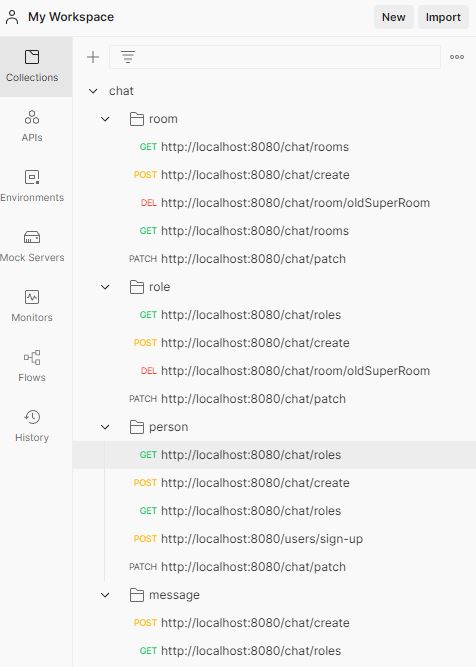 My Workspace
New
Import
Collections
APIs
Environments
Mock Servers
Monitors
Flows
History
chat
room
GET http://localhost:8080/chat/rooms
POST http://localhost:8080/chat/create
DEL http://localhost:8080/chat/room/oldSuperRoom
GET http://localhost:8080/chat/rooms
PATCH http://localhost:8080/chat/patch
role
GET http://localhost:8080/chat/roles
POST http://localhost:8080/chat/create
DEL http://localhost:8080/chat/room/oldSuperRoom
PATCH http://localhost:8080/chat/patch
person
GET http://localhost:8080/chat/roles
POST http://localhost:8080/chat/create
GET http://localhost:8080/chat/roles
POST http://localhost:8080/users/sign-up
PATCH http://localhost:8080/chat/patch
message
POST http://localhost:8080/chat/create
GET http://localhost:8080/chat/roles